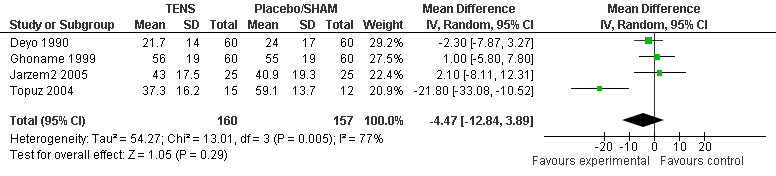 TENS Placebo/SHAM Mean Difference Mean Difference
Study or Subgroup Mean SD Total Mean SD Total Weight IV, Random, 95% CI IV, Random, 95% CI
Deyo 1990 21.7 14 60 24 17 60 29.2% -2.30 [-7.87, 3.27]
Ghoname 1999 56 19 60 55 19 60 27.5% 1.00 [-5.80, 7.80]
Jarzem2 2005 43 17.5 25 40.9 19.3 25 22.4% 2.10 [-8.11, 12.31]
Topuz 2004 37.3 16.2 15 59.1 13.7 12 20.9% -21.80 [-33.08, -10.52]
Total (95% CI) 160 157 100.0% -4.47 [-12.84, 3.89]
Heterogeneity: Tau² = 54.27; Chi² = 13.01, df = 3 (P = 0.005); I² = 77%
Test for overall effect: Z = 1.05 (P = 0.29)
-20 -10 0 10 20
Favours experimental Favours control